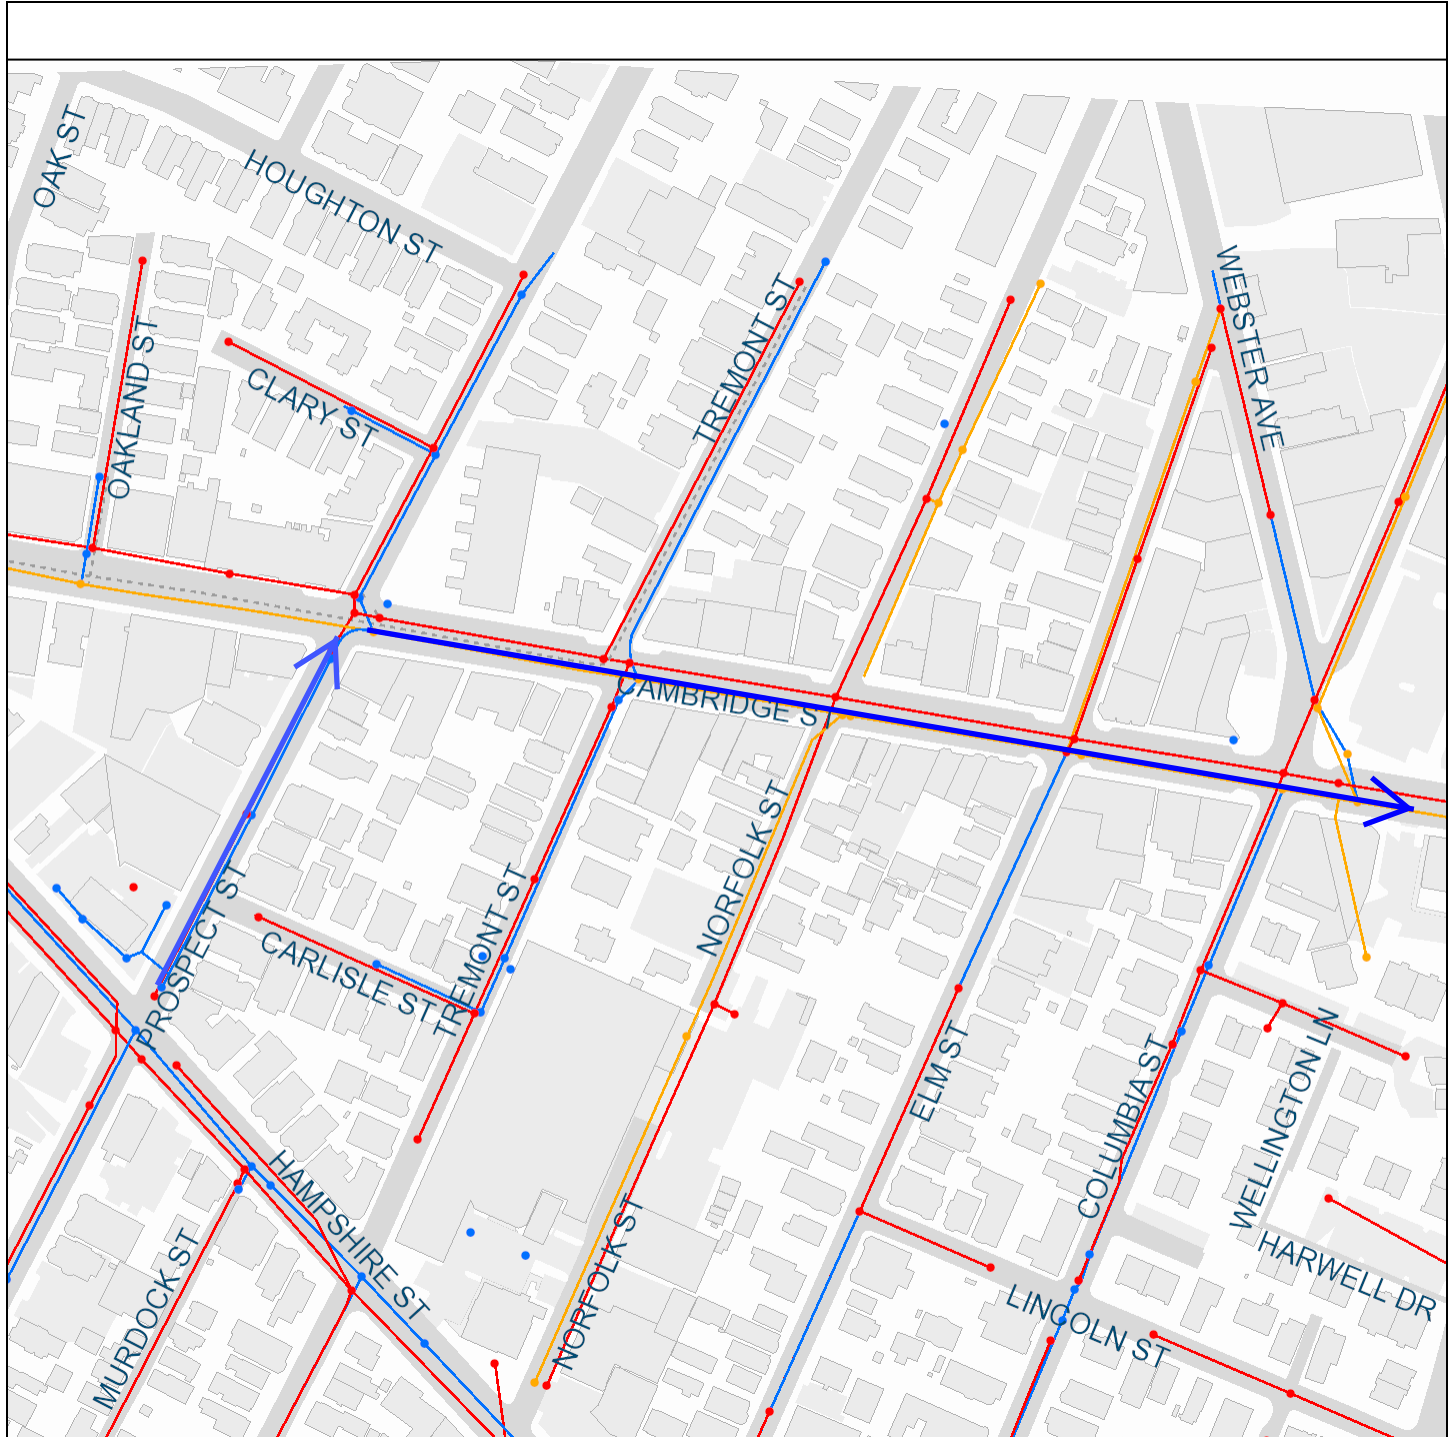 OAK ST
HOUGHTON ST
WEBSTER AVE
TREMONT ST
OAKLAND ST
CLARY ST
CAMBRIDGE S
NORFOLK ST
PROSPECT ST
TREMONT ST
CARLISLE ST
ELM ST
COLUMBIA ST
WELLINGTON LN
HAMPSHIRE ST
NORFOLK ST
MURDOCK ST
HARWELL DR
LINCOLN ST